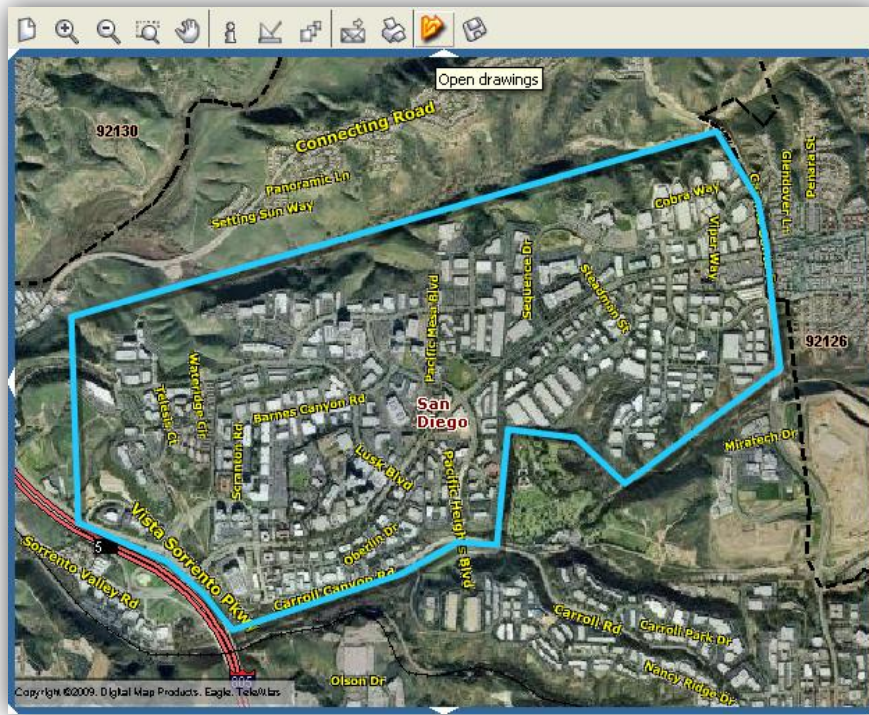 Open drawings
92130
Connecting Road
Panoramic Ln
Setting Sun Way
Glendover Ln
Penara St
Cobra Way
Viper Way
Sequence Dr
Steadman St
Pacific Mesa Blvd
92126
San
Diego
Wateridge Cir
Telesis Ct
Barnes Canyon Rd
Scranton Rd
Lusk Blvd
Pacific Heights Blvd
Miratech Dr
Oberlin Dr
Vista Sorrento Pkwy
5
Sorrento Valley Rd
Carroll Canyon Rd
Carroll Rd
Carroll Park Dr
Nancy Ridge Dr
805
Olson Dr
Copyright ©2009, Digital Map Products, Eagle, TeleAtlas